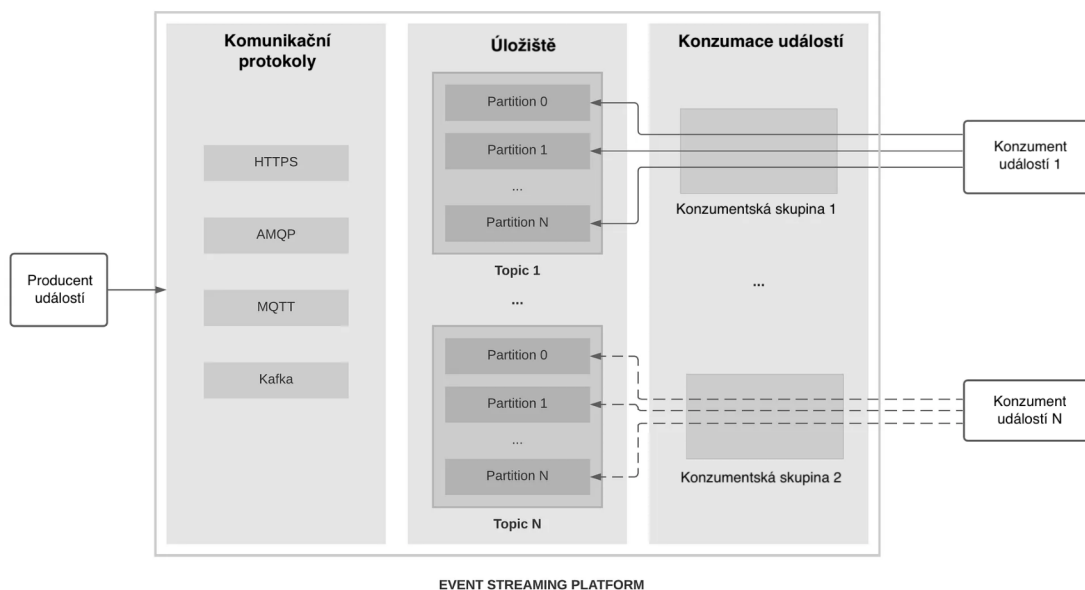 Komunikační
protokoly
HTTPS
AMQP
MQTT
Kafka
Producent
událostí
Úložiště
Partition 0
Partition 1
...
Partition N
Topic 1
...
Partition 0
Partition 1
...
Partition N
Topic N
Konzumace událostí
Konzumentská skupina 1
...
Konzumentská skupina 2
Konzument
událostí 1
Konzument
událostí N
EVENT STREAMING PLATFORM